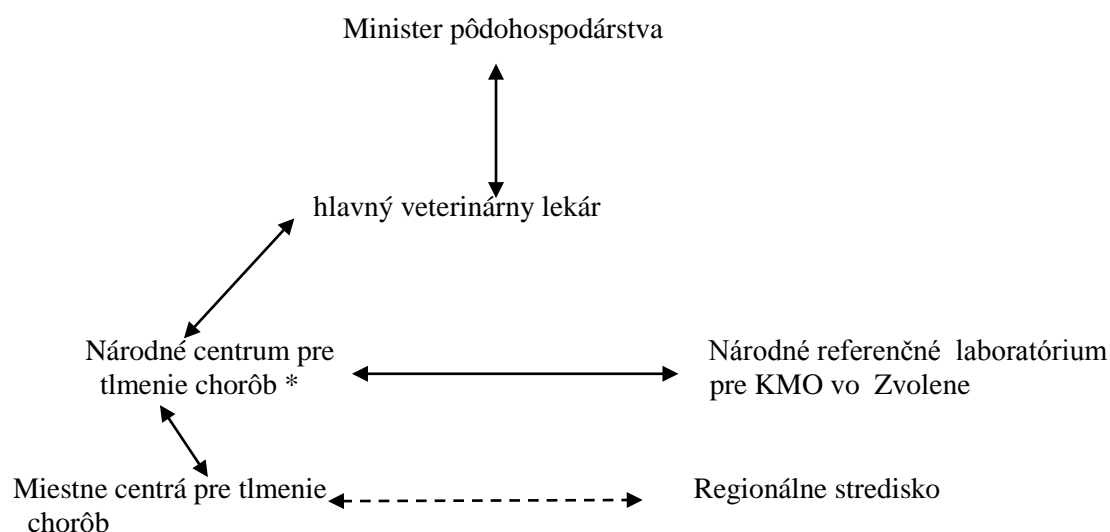 Minister pôdohospodárstva
hlavný veterinárny lekár
Národné centrum pre
tlmenie chorôb *
Národné referenčné laboratórium
pre KMO vo Zvolene
Miestne centrá pre tlmenie
chorôb
Regionálne stredisko